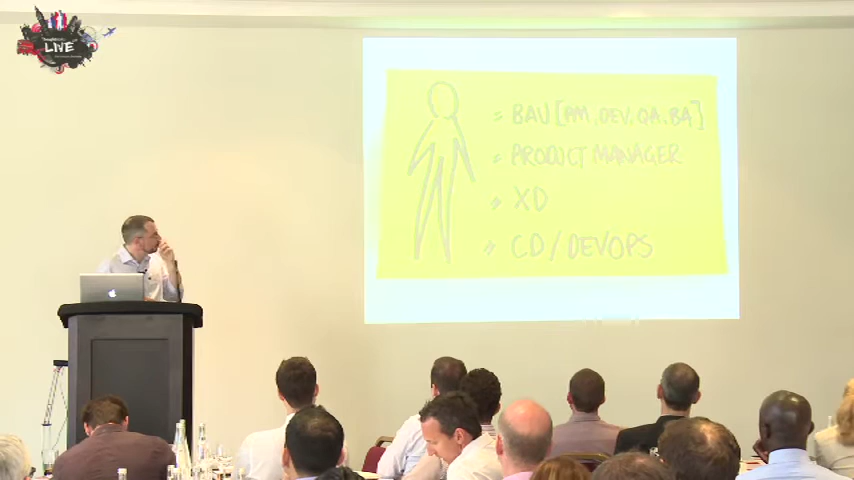 LIVE
= BAU [PM, DEV, QA, BA]
= PRODUCT MANAGER
= XD
= CD/DEVOPS